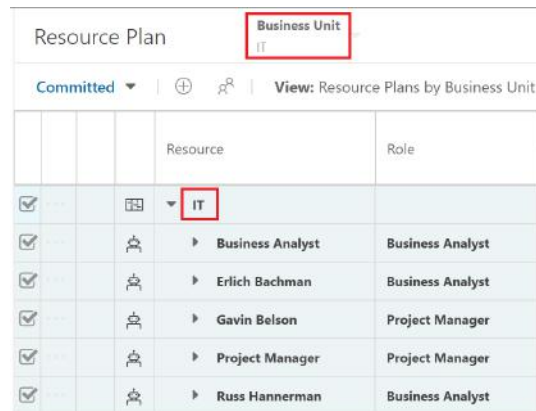 Resource Plan
Business Unit
IT
Committed
View: Resource Plans by Business Unit
Resource Role
IT
Business Analyst Business Analyst
Erlich Bachman Business Analyst
Gavin Belson Project Manager
Project Manager Project Manager
Russ Hannerman Business Analyst